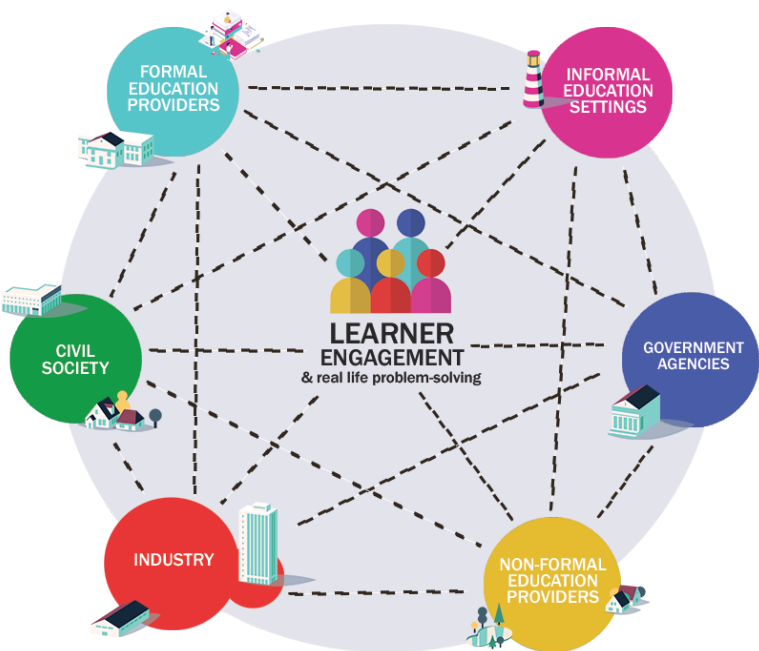 FORMAL
EDUCATION
PROVIDERS
INFORMAL
EDUCATION
SETTINGS
LEARNER
ENGAGEMENT
& real life problem-solving
CIVIL
SOCIETY
GOVERNMENT
AGENCIES
INDUSTRY
NON-FORMAL
EDUCATION
PROVIDERS